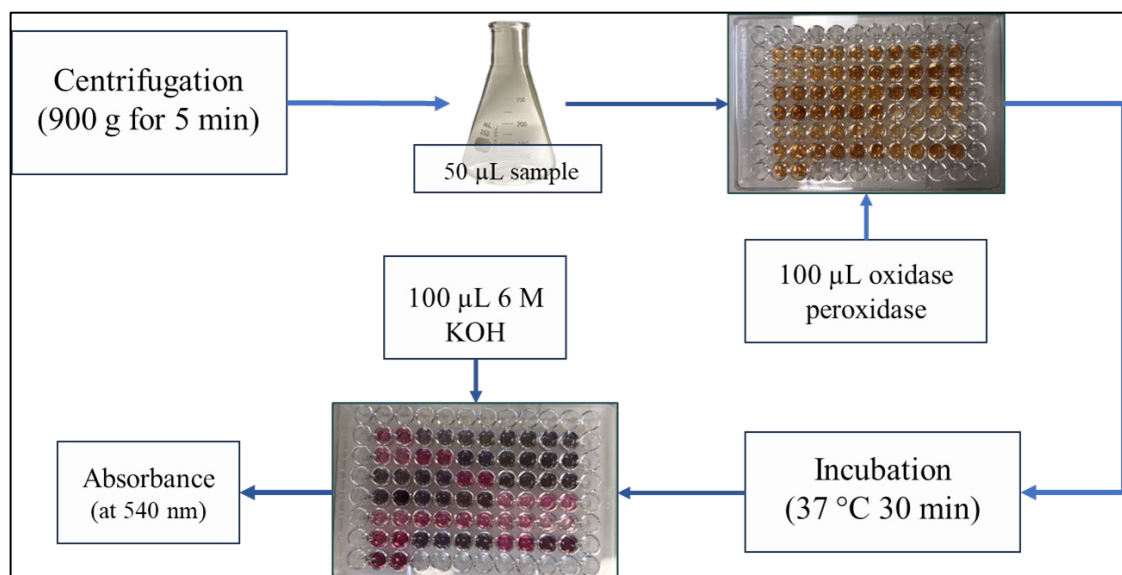 Centrifugation
(900 g for 5 min)
50 µL sample
100 µL oxidase
peroxidase
Incubation
(37 °C 30 min)
100 µL 6 M
KOH
Absorbance
(at 540 nm)